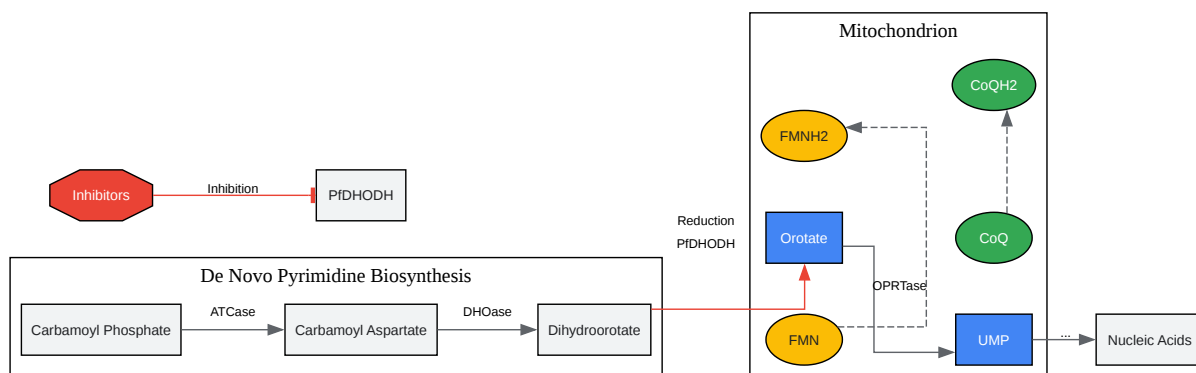 Mitochondrion
CoQH2
FMNH2
Inhibitors
Inhibition
PfDHODH
Reduction
PfDHODH
Orotate
CoQ
De Novo Pyrimidine Biosynthesis
OPRTase
Carbamoyl Phosphate
ATCase
Carbamoyl Aspartate
DHOase
Dihydroorotate
FMN
UMP
...
Nucleic Acids